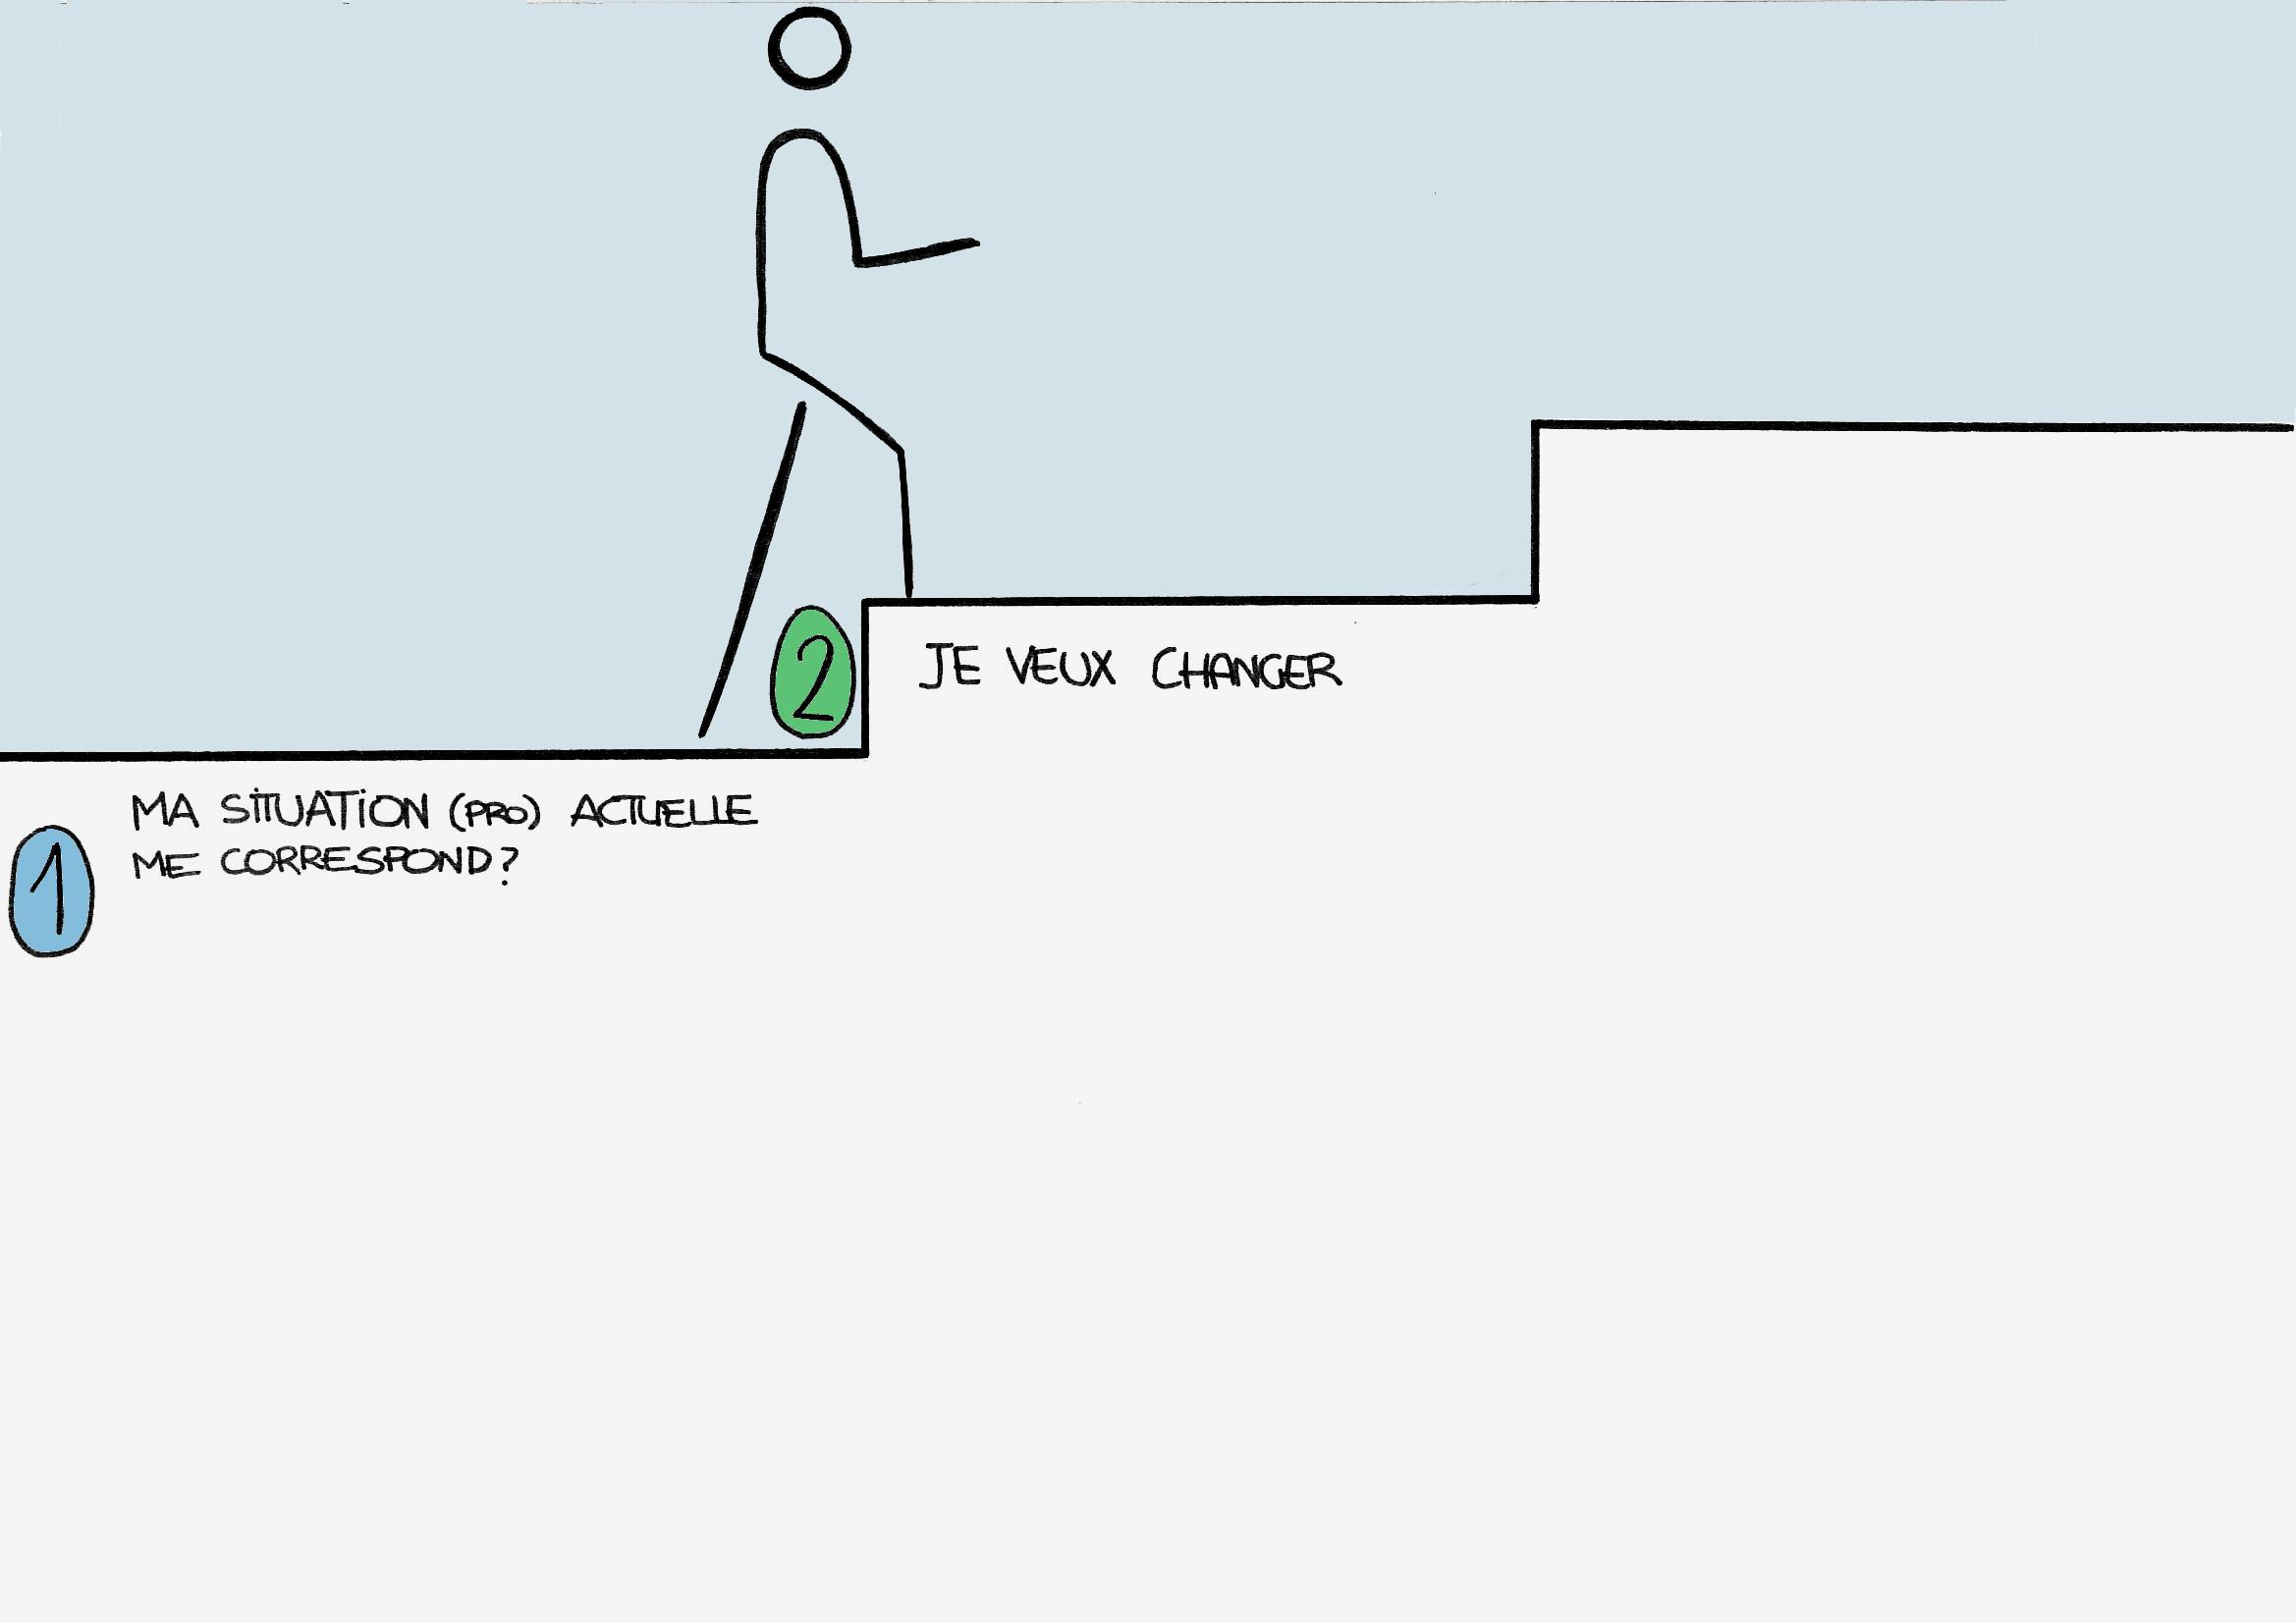 2
JE VEUX CHANGER
MA SITUATION (PRO) ACTUELLE
ME CORRESPOND?
1